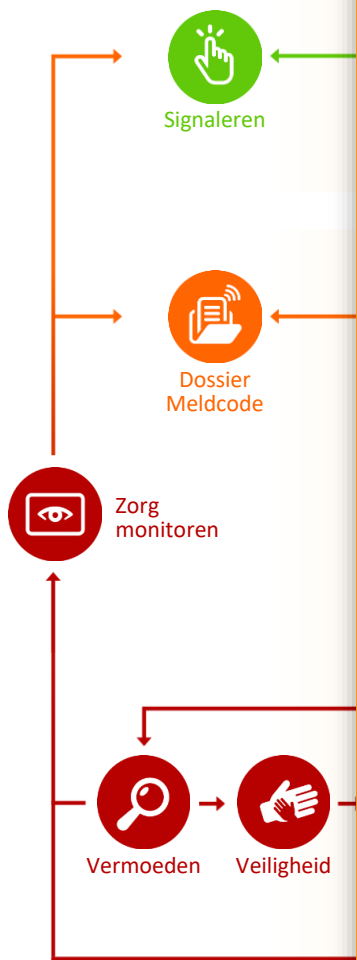 Signaleren
Dossier
Meldcode
Zorg
monitoren
Vermoeden
Veiligheid